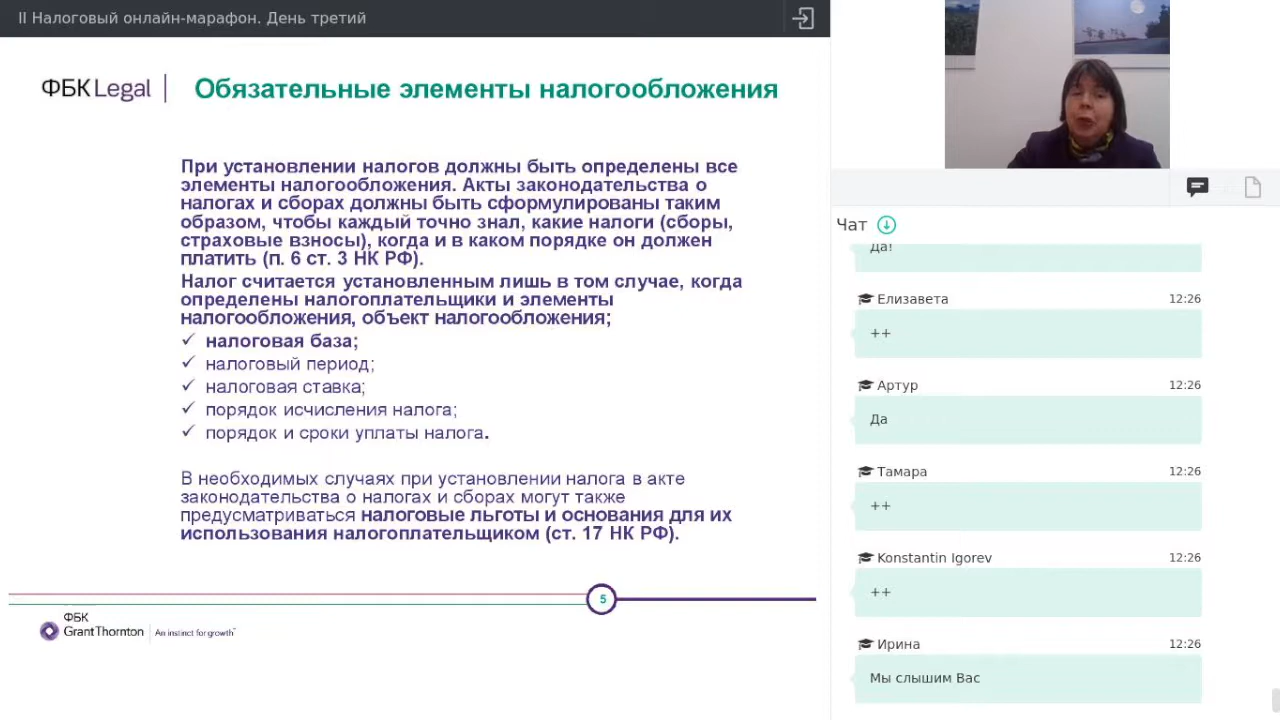 II Налоговый онлайн-марафон. День третий
ФБК Legal
Обязательные элементы налогообложения
При установлении налогов должны быть определены все
элементы налогообложения. Акты законодательства о
налогах и сборах должны быть сформулированы таким
образом, чтобы каждый точно знал, какие налоги (сборы,
страховые взносы), когда и в каком порядке он должен
платить (п. 6 ст. 3 НК РФ).
Налог считается установленным лишь в том случае, когда
определены налогоплательщики и элементы
налогообложения, объект налогообложения;
налоговая база;
налоговый период;
налоговая ставка;
порядок исчисления налога;
порядок и сроки уплаты налога.
В необходимых случаях при установлении налога в акте
законодательства о налогах и сборах могут также
предусматриваться налоговые льготы и основания для их
использования налогоплательщиком (ст. 17 НК РФ).
5
ФБК
Grant Thornton
An instinct for growth™
Чат
Да!
Елизавета 12:26
++
Артур 12:26
Да
Тамара 12:26
++
Konstantin Igorev 12:26
++
Ирина 12:26
Мы слышим Вас